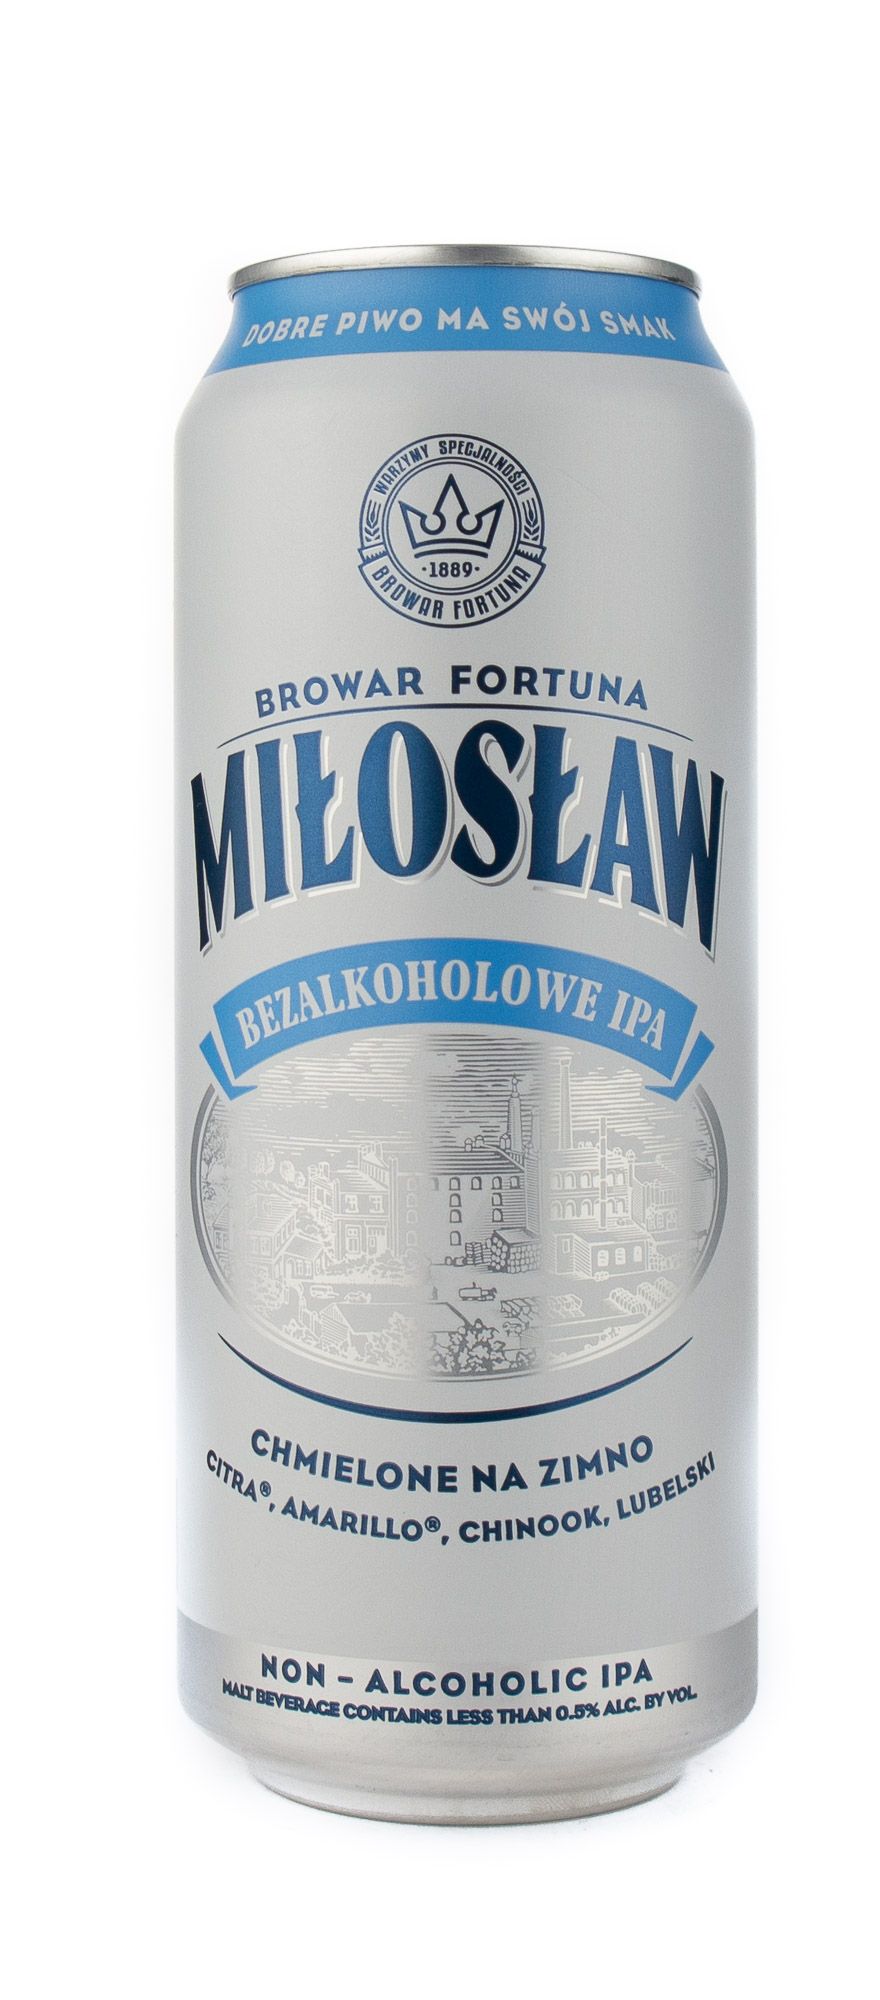 DOBRE PIWO MA SWÓJ SMAK
WARZYMY SPECJALNOŚCI
·1889·
BROWAR FORTUNA
BROWAR FORTUNA
MIŁOSŁAW
BEZALKOHOLOWE IPA
CHMIELONE NA ZIMNO
CITRA®, AMARILLO®, CHINOOK, LUBELSKI
NON – ALCOHOLIC IPA
MALT BEVERAGE CONTAINS LESS THAN 0.5% ALC. BY VOL.